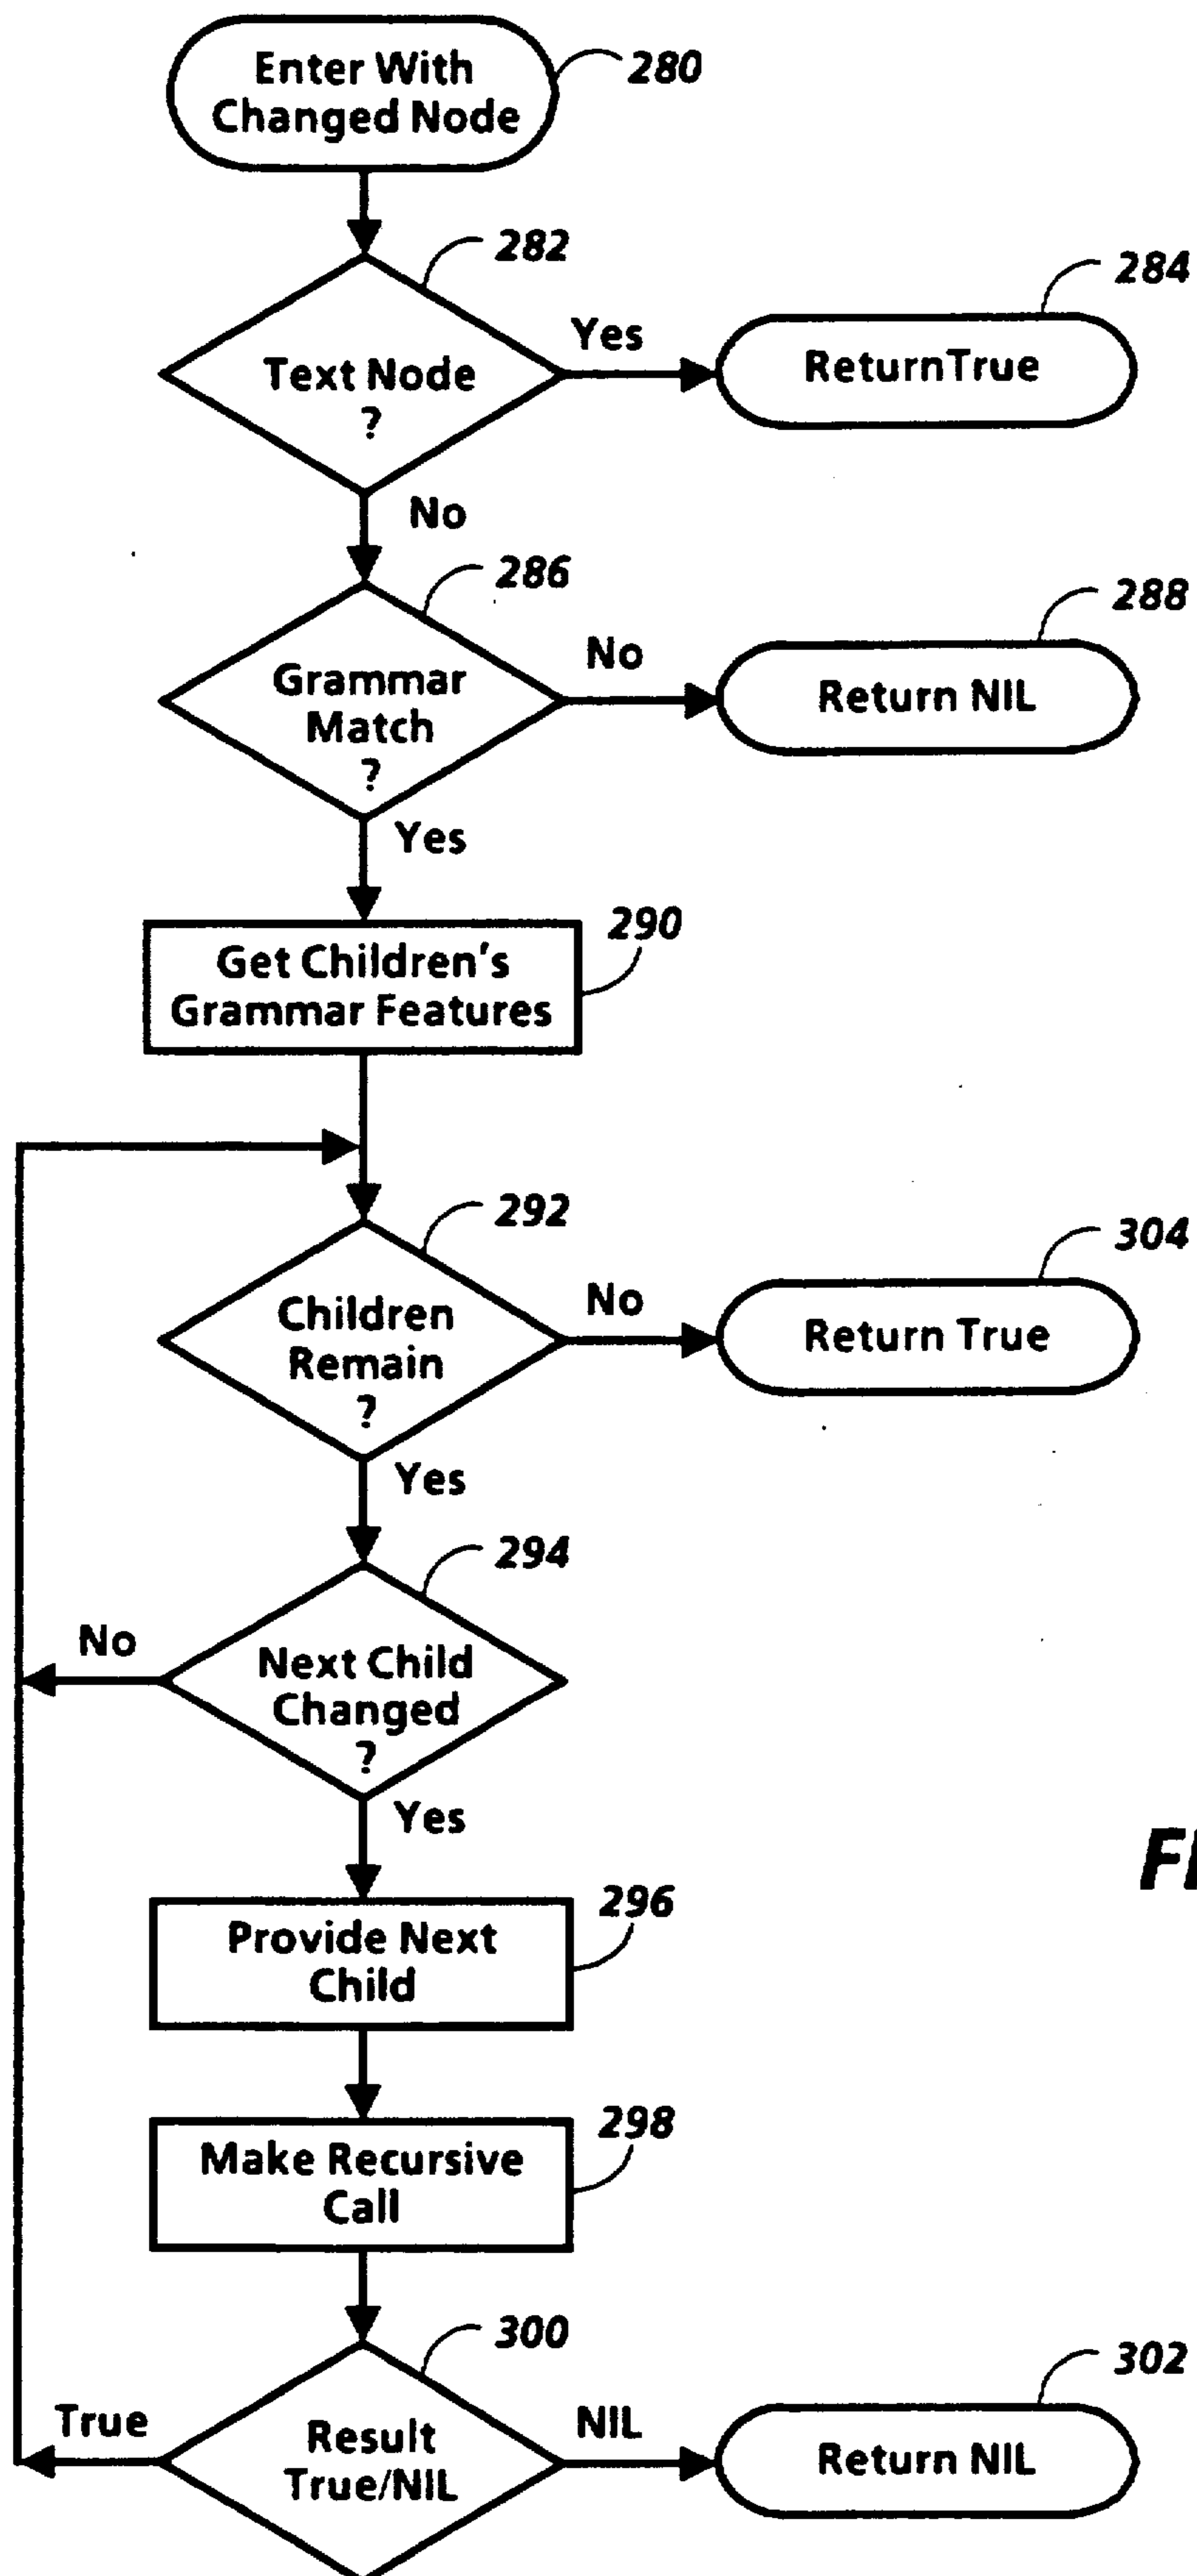 Enter With
Changed Node
280
282
Text Node
?
Yes
284
ReturnTrue
No
286
Grammar
Match
?
No
288
Return NIL
Yes
290
Get Children's
Grammar Features
292
Children
Remain
?
No
304
Return True
Yes
294
No
Next Child
Changed
?
Yes
296
Provide Next
Child
298
Make Recursive
Call
300
True
Result
True/NIL
NIL
302
Return NIL